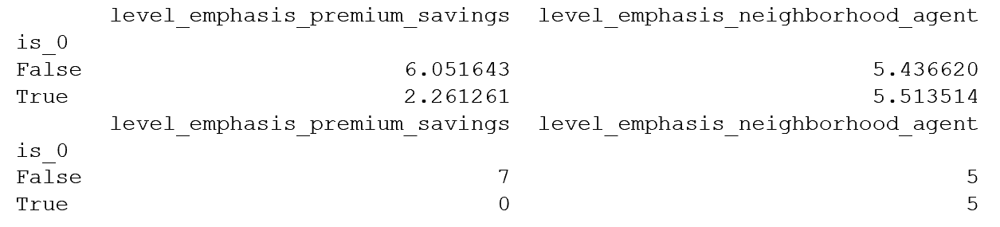 level_emphasis_premium_savings level_emphasis_neighborhood_agent
is_0
False 6.051643 5.436620
True 2.261261 5.513514
level_emphasis_premium_savings level_emphasis_neighborhood_agent
is_0
False 7 5
True 0 5